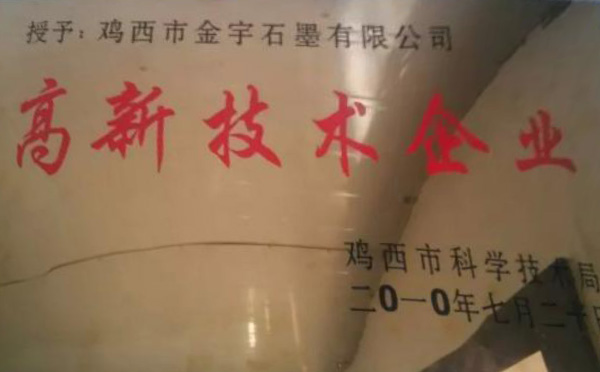 授予：鸡西市金宇石墨有限公司
高新技术企业
鸡西市科学技术局
二0一0年七月二十日